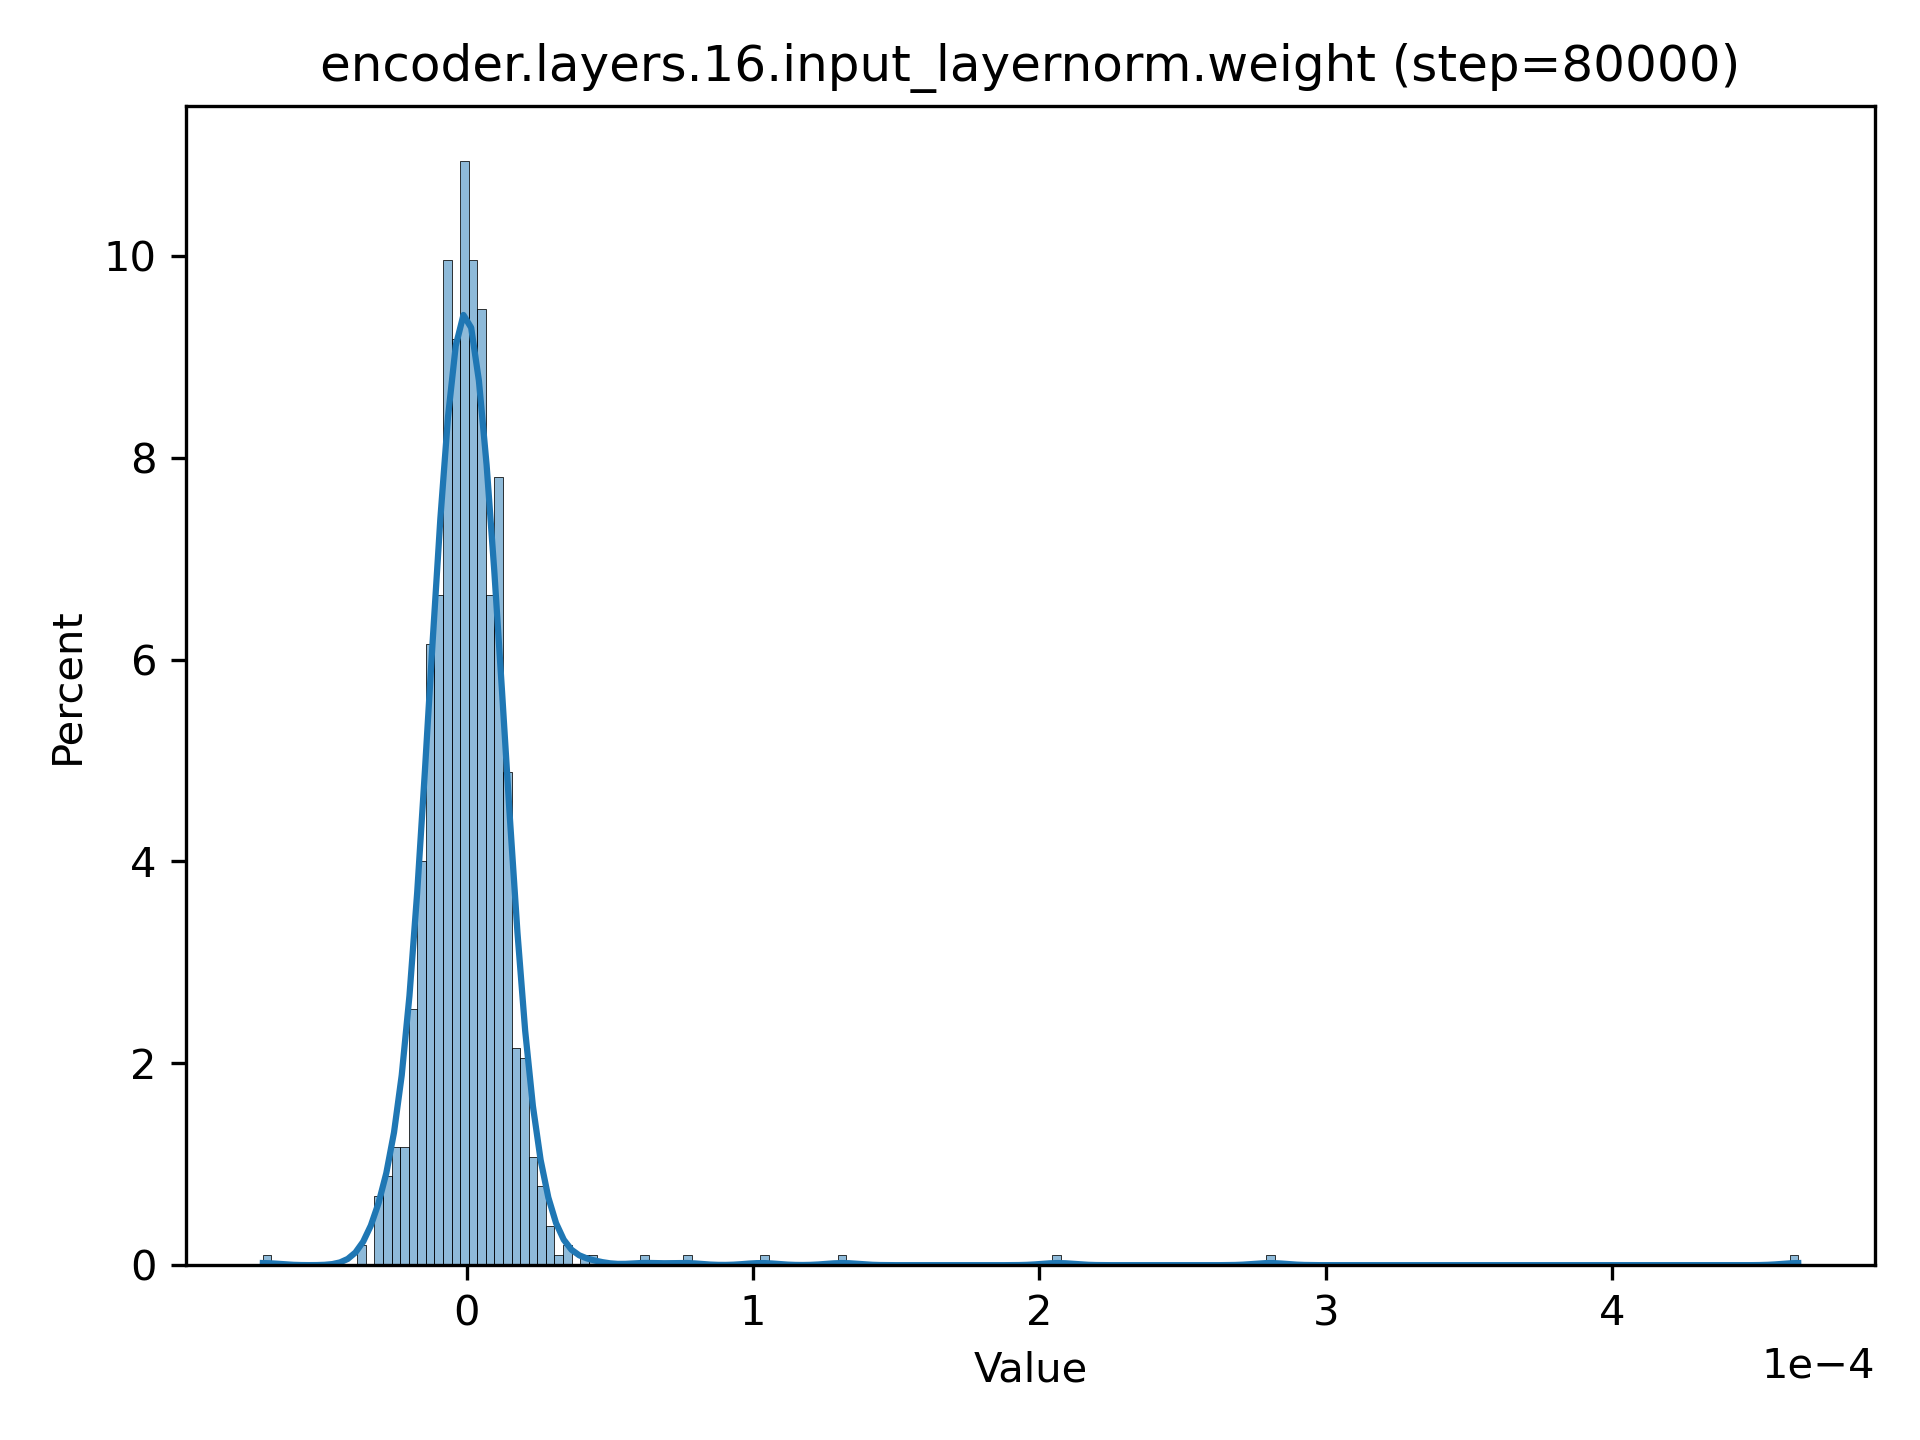 encoder.layers.16.input_layernorm.weight (step=80000)
10
8
6
4
2
0
Percent
0 1 2 3 4
1e−4
Value